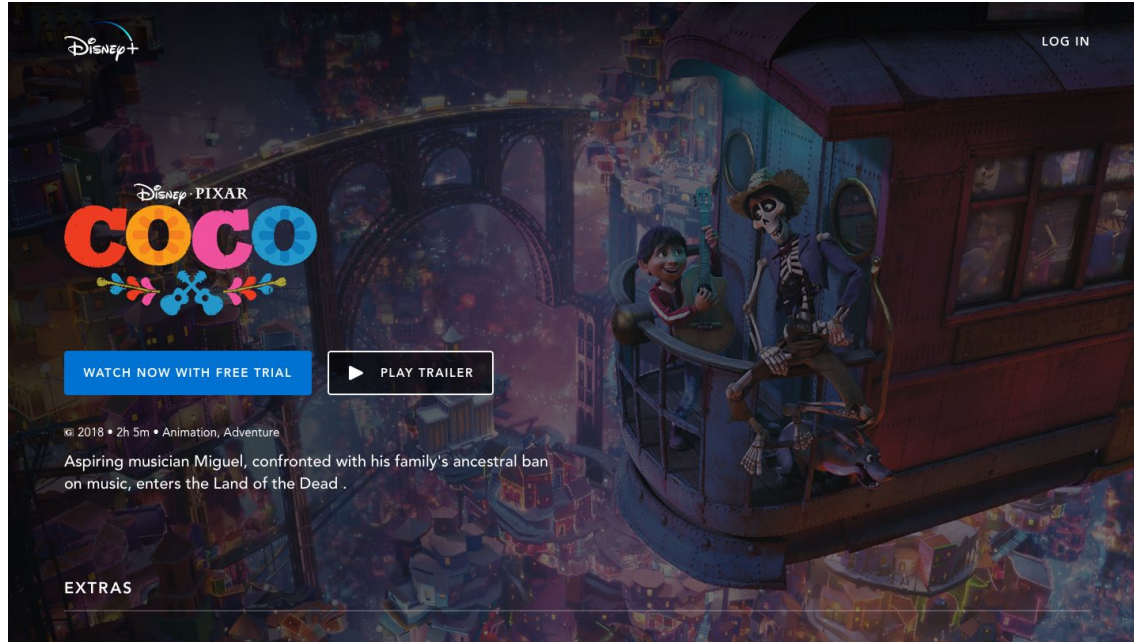 Disney+
LOG IN
Disney · PIXAR
COCO
WATCH NOW WITH FREE TRIAL
PLAY TRAILER
G 2018 • 2h 5m • Animation, Adventure
Aspiring musician Miguel, confronted with his family's ancestral ban
on music, enters the Land of the Dead .
EXTRAS